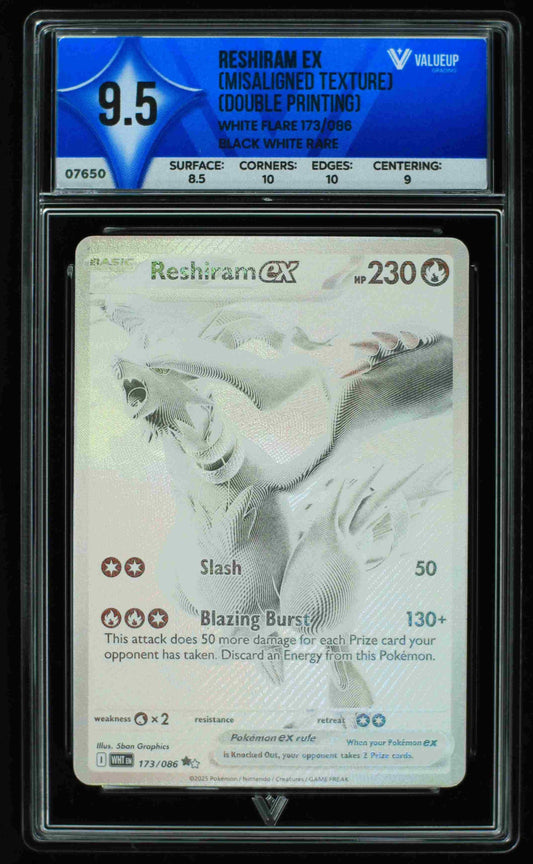 RESHIRAM EX
(MISALIGNED TEXTURE)
(DOUBLE PRINTING)
WHITE FLARE 173/086
BLACK WHITE RARE
VALUEUP
GRADING
9.5
07650
SURFACE: CORNERS: EDGES: CENTERING:
8.5 10 10 9
BASIC Reshiram ex HP 230
Slash 50
Blazing Burst 130+
This attack does 50 more damage for each Prize card your
opponent has taken. Discard an Energy from this Pokémon.
weakness × 2 resistance retreat
Pokémon ex rule When your Pokémon ex
is Knocked Out, your opponent takes 2 Prize cards.
Illus. 5ban Graphics
I WHT EN 173/086
©2025 Pokémon / Nintendo / Creatures / GAME FREAK